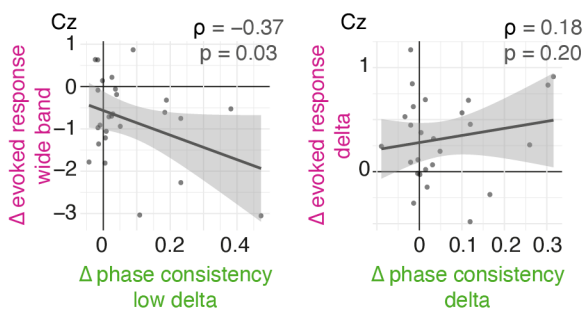 Cz
ρ = −0.37
p = 0.03
Δ evoked response
wide band
1
0
−1
−2
−3
0
0.2
0.4
Δ phase consistency
low delta
Cz
ρ = 0.18
p = 0.20
Δ evoked response
delta
1
0
0
0.1
0.2
0.3
Δ phase consistency
delta